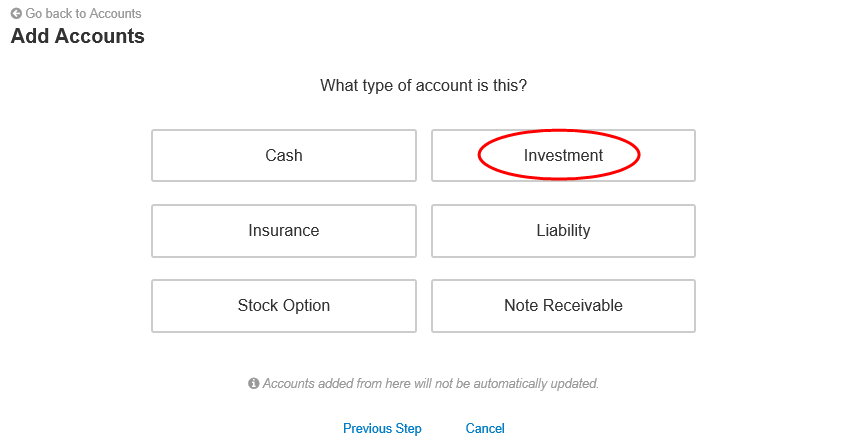 Go back to Accounts
Add Accounts
What type of account is this?
Cash
Investment
Insurance
Liability
Stock Option
Note Receivable
Accounts added from here will not be automatically updated.
Previous Step
Cancel